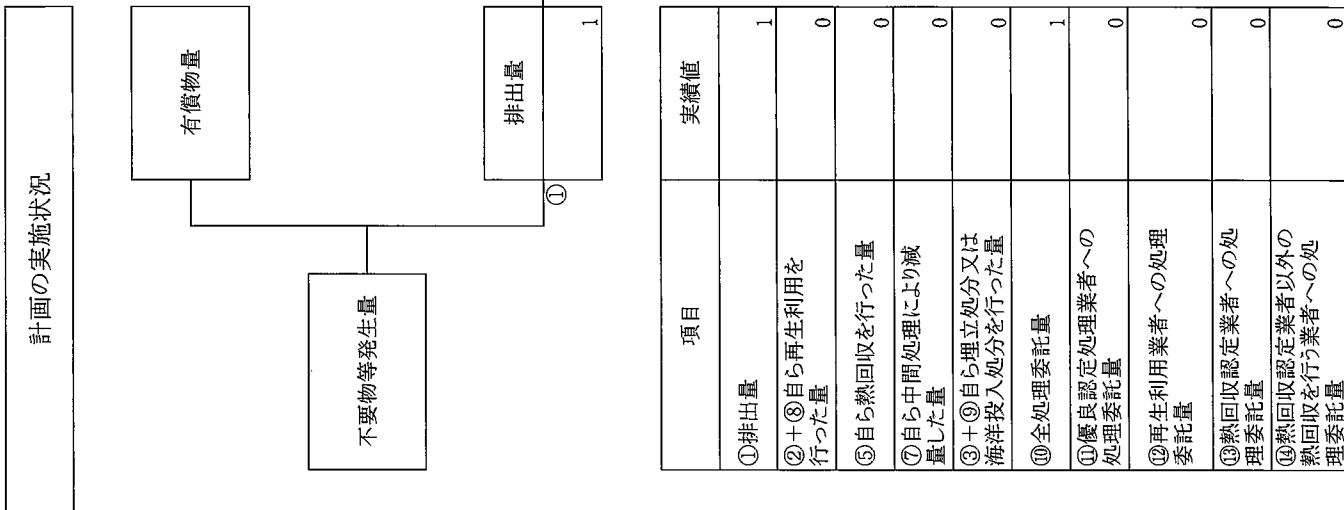 計画の実施状況
有償物量
不要物等発生量
排出量
①
1
項目
実績値
①排出量
1
②+⑧自ら再生利用を
行った量
0
⑤自ら熱回収を行った量
0
⑦自ら中間処理により減
量した量
0
③+⑨自ら埋立処分又は
海洋投入処分を行った量
0
⑩全処理委託量
1
⑪優良認定処理業者への
処理委託量
0
⑫再生利用業者への処理
委託量
0
⑬熱回収認定業者への処
理委託量
0
⑭熱回収認定業者以外の
熱回収を行う業者への処
理委託量
0